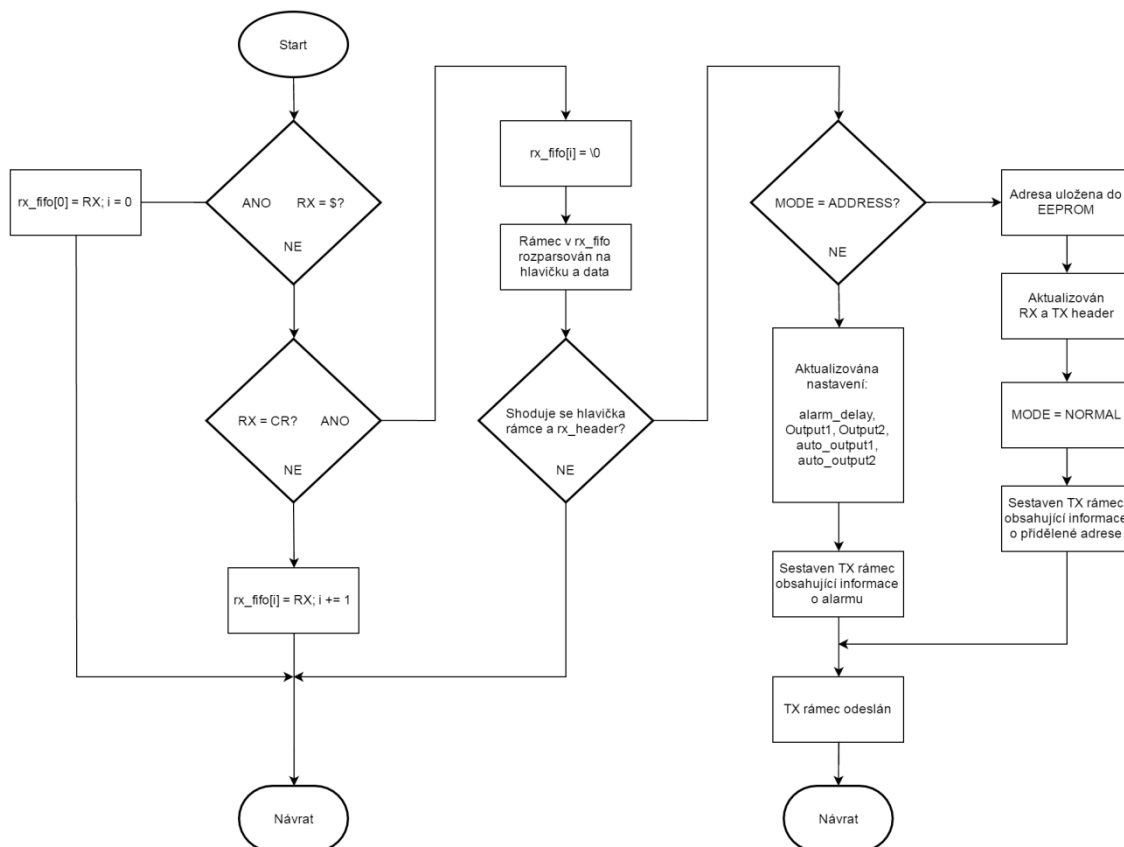 Start
ANO RX = $?
NE
rx_fifo[0] = RX; i = 0
RX = CR? ANO
NE
rx_fifo[i] = RX; i += 1
Návrat
rx_fifo[i] = \0
Rámec v rx_fifo
rozparsován na
hlavičku a data
Shoduje se hlavička
rámce a rx_header?
NE
MODE = ADDRESS?
NE
Aktualizována
nastavení:
alarm_delay,
Output1, Output2,
auto_output1,
auto_output2
Sestaven TX rámec
obsahující informace
o alarmu
TX rámec odeslán
Návrat
Adresa uložena do
EEPROM
Aktualizován
RX a TX header
MODE = NORMAL
Sestaven TX rámec
obsahující informace
o přidělené adrese